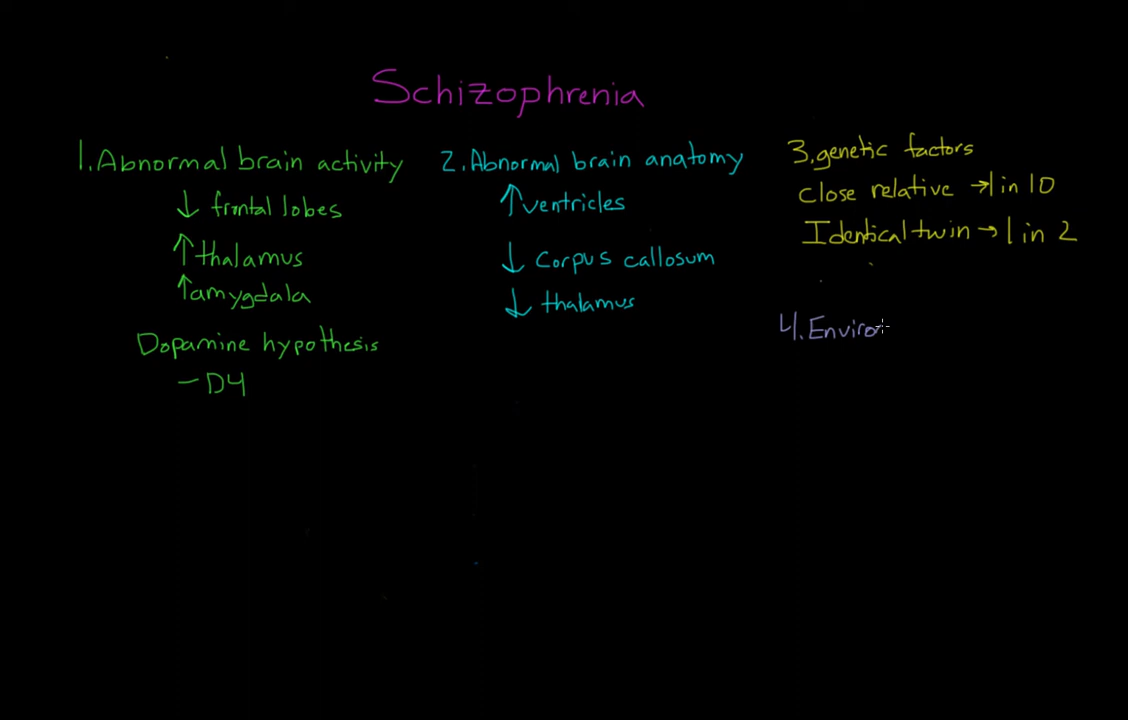 Schizophrenia
1. Abnormal brain activity
↓ frontal lobes
↑ thalamus
↑ amygdala
Dopamine hypothesis
- D4
2. Abnormal brain anatomy
↑ ventricles
↓ Corpus callosum
↓ thalamus
3. genetic factors
Close relative → 1 in 10
Identical twin → 1 in 2
4. Enviro